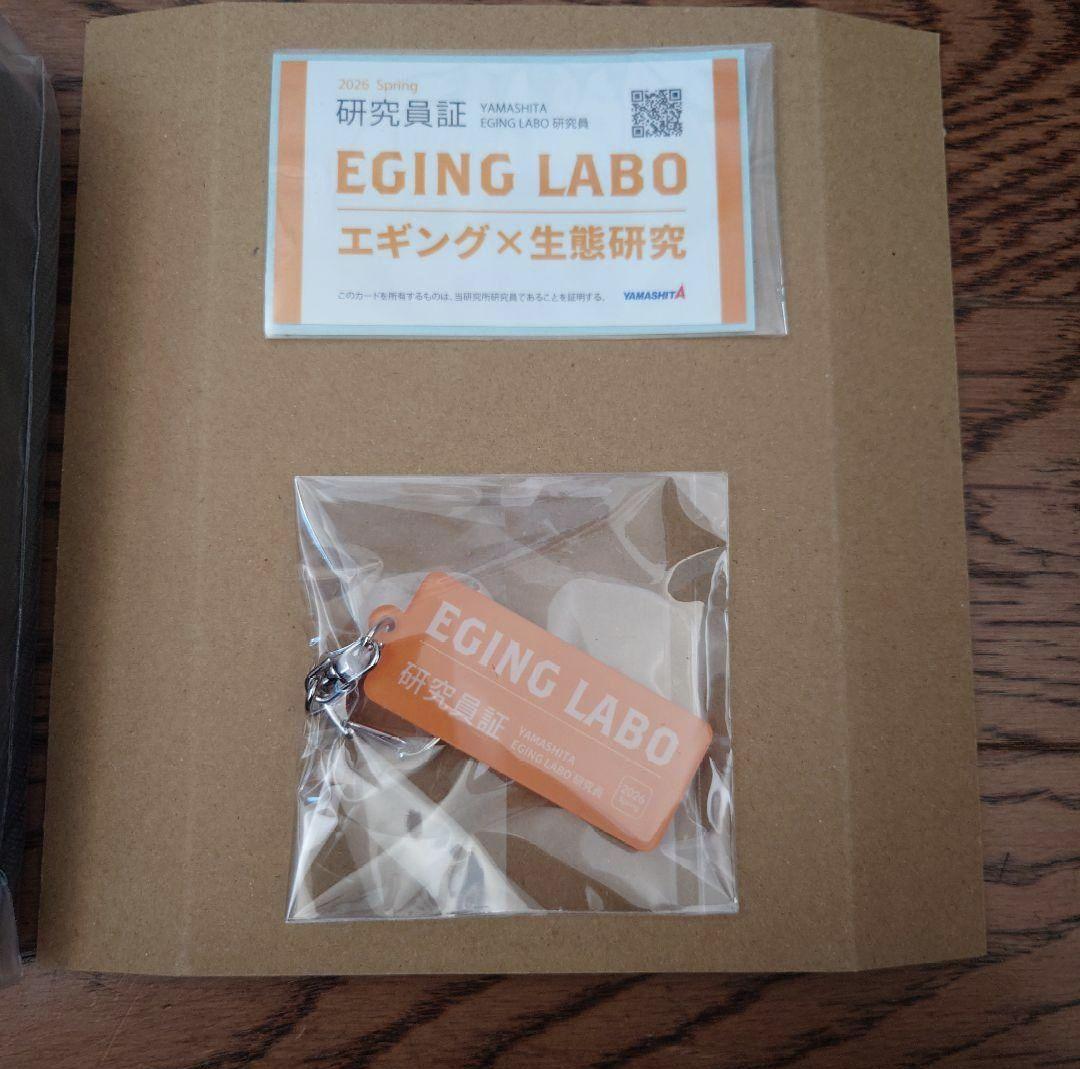 2026 Spring
研究員証
YAMASHITA
EGING LABO 研究員
EGING LABO
エギング×生態研究
このカードを所有するものは、当研究所研究員であることを証明する。
YAMASHITA
EGING LABO
研究員証
YAMASHITA
EGING LABO 研究員
2026
Spring